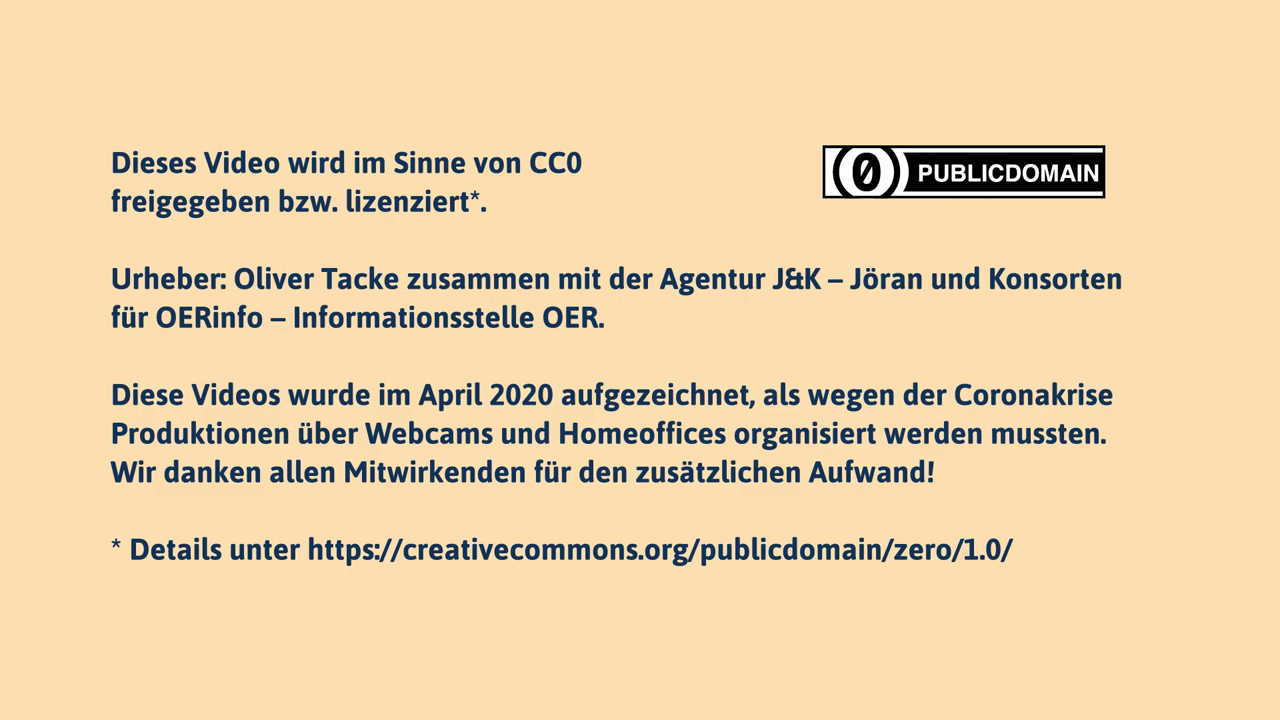 Dieses Video wird im Sinne von CC0
freigegeben bzw. lizenziert*.
0 PUBLICDOMAIN
Urheber: Oliver Tacke zusammen mit der Agentur J&K – Jöran und Konsorten
für OERinfo – Informationsstelle OER.
Diese Videos wurde im April 2020 aufgezeichnet, als wegen der Coronakrise
Produktionen über Webcams und Homeoffices organisiert werden mussten.
Wir danken allen Mitwirkenden für den zusätzlichen Aufwand!
* Details unter https://creativecommons.org/publicdomain/zero/1.0/